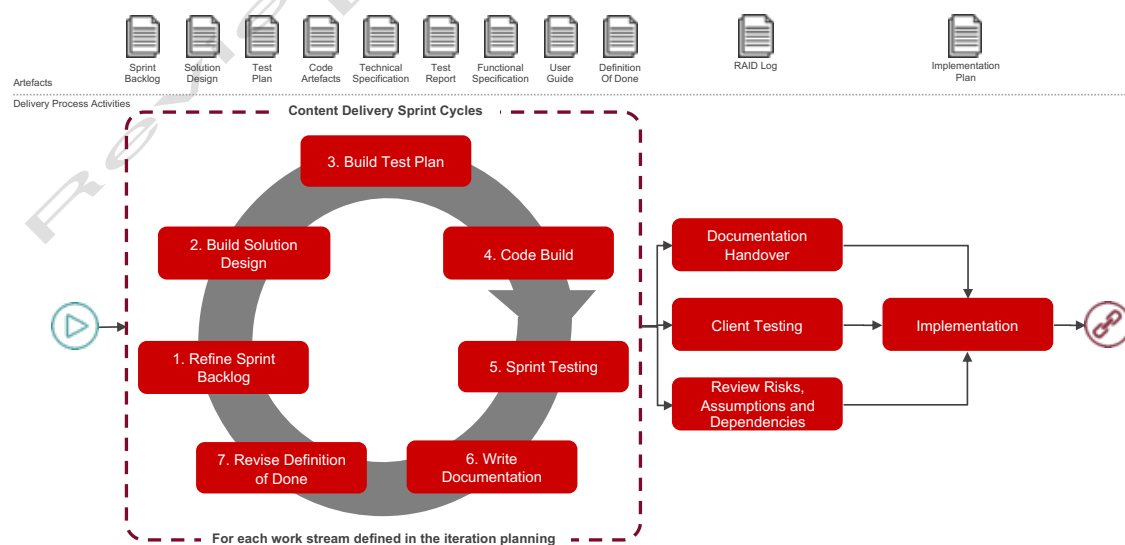 Sprint
Backlog
Solution
Design
Test
Plan
Code
Artefacts
Technical
Specification
Test
Report
Functional
Specification
User
Guide
Definition
Of Done
RAID Log
Implementation
Plan
Artefacts
Delivery Process Activities
Content Delivery Sprint Cycles
3. Build Test Plan
2. Build Solution
Design
4. Code Build
1. Refine Sprint
Backlog
5. Sprint Testing
7. Revise Definition
of Done
6. Write
Documentation
For each work stream defined in the iteration planning
Documentation
Handover
Client Testing
Review Risks,
Assumptions and
Dependencies
Implementation